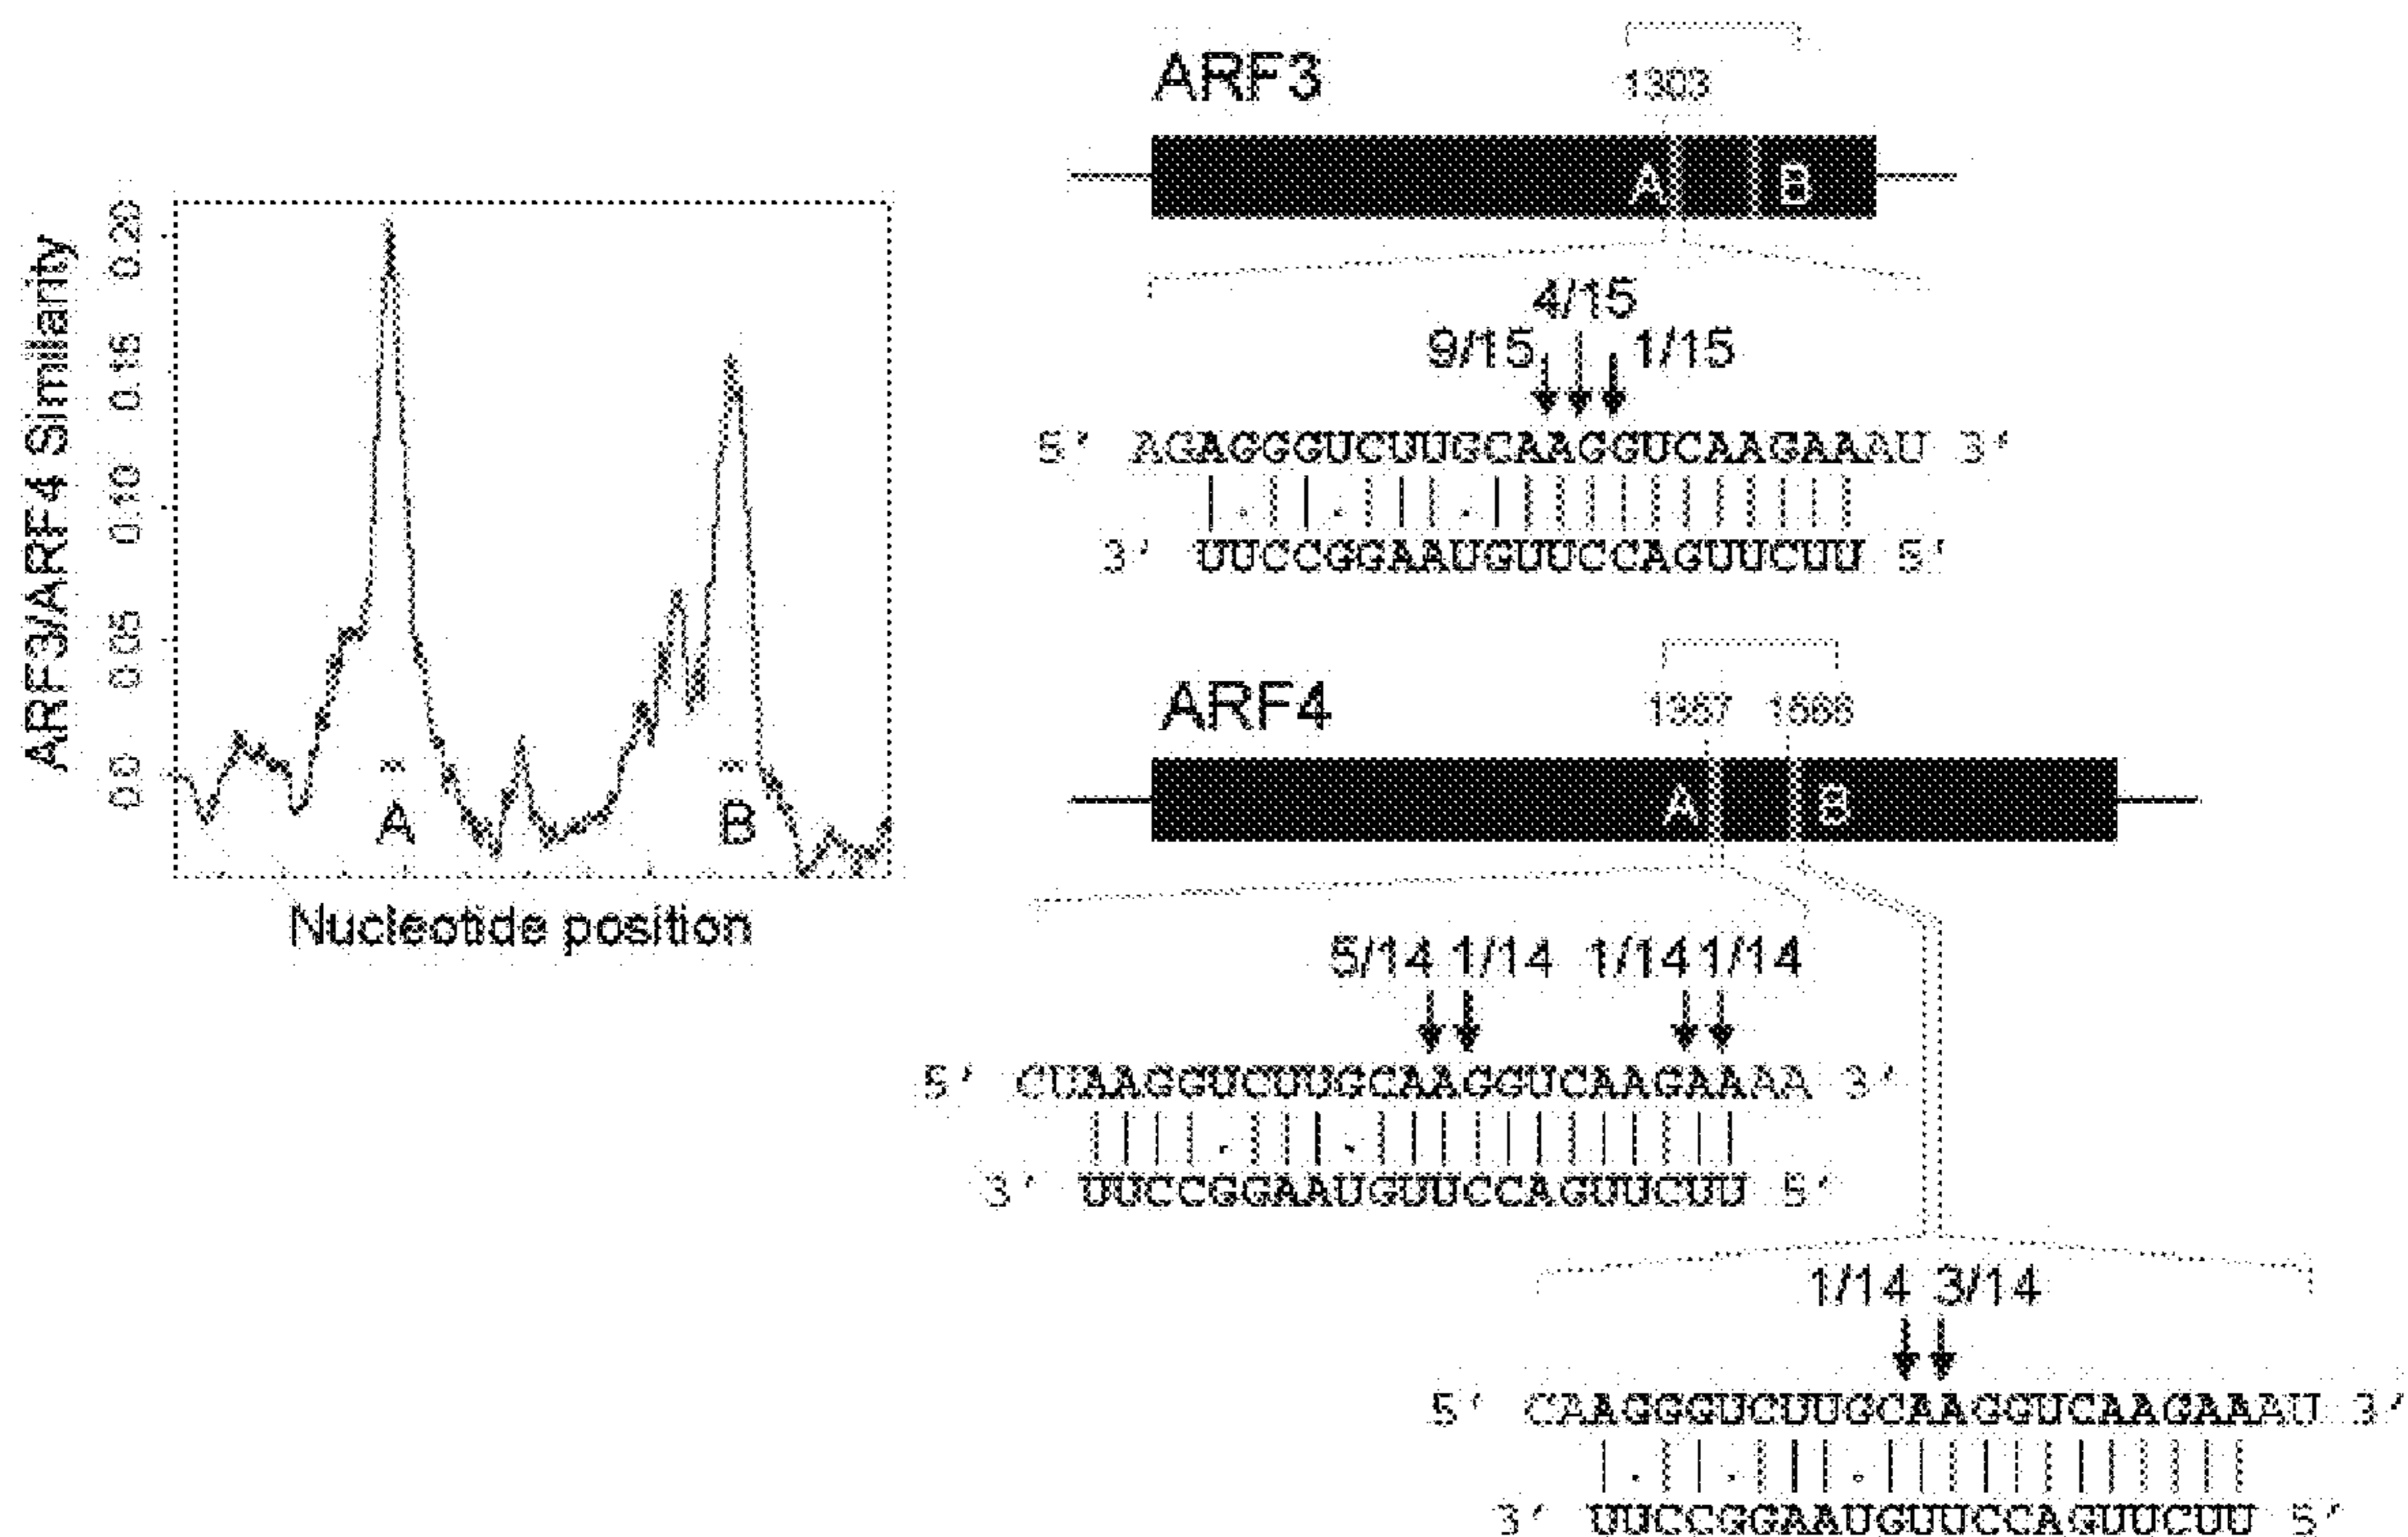 ARF3/ARF4 Similarity
0.20
0.15
0.10
0.05
0.0
A
B
Nucleotide position
ARF3
1303
A
B
4/15
9/15
1/15
5' AGAGGGUCUUGCAAGGUCAAGAAAU 3'
3' UUCCGGAAUGUUCCAGUUCUU 5'
ARF4
A
B
5/14 1/14 1/14 1/14
5' CUAAGGUCUUGCAAGGUCAAGAAAA 3'
3' UUCCGGAAUGUUCCAGUUCUU 5'
1/14 3/14
5' CAAGGGUCUUGCAAGGUCAAGAAAU 3'
3' UUCCGGAAUGUUCCAGUUCUU 5'